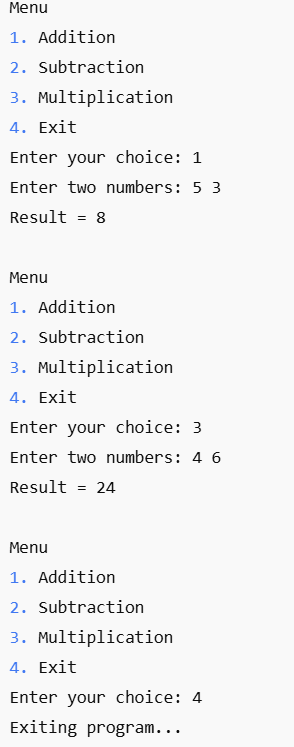 Menu
1. Addition
2. Subtraction
3. Multiplication
4. Exit
Enter your choice: 1
Enter two numbers: 5 3
Result = 8

Menu
1. Addition
2. Subtraction
3. Multiplication
4. Exit
Enter your choice: 3
Enter two numbers: 4 6
Result = 24

Menu
1. Addition
2. Subtraction
3. Multiplication
4. Exit
Enter your choice: 4
Exiting program...